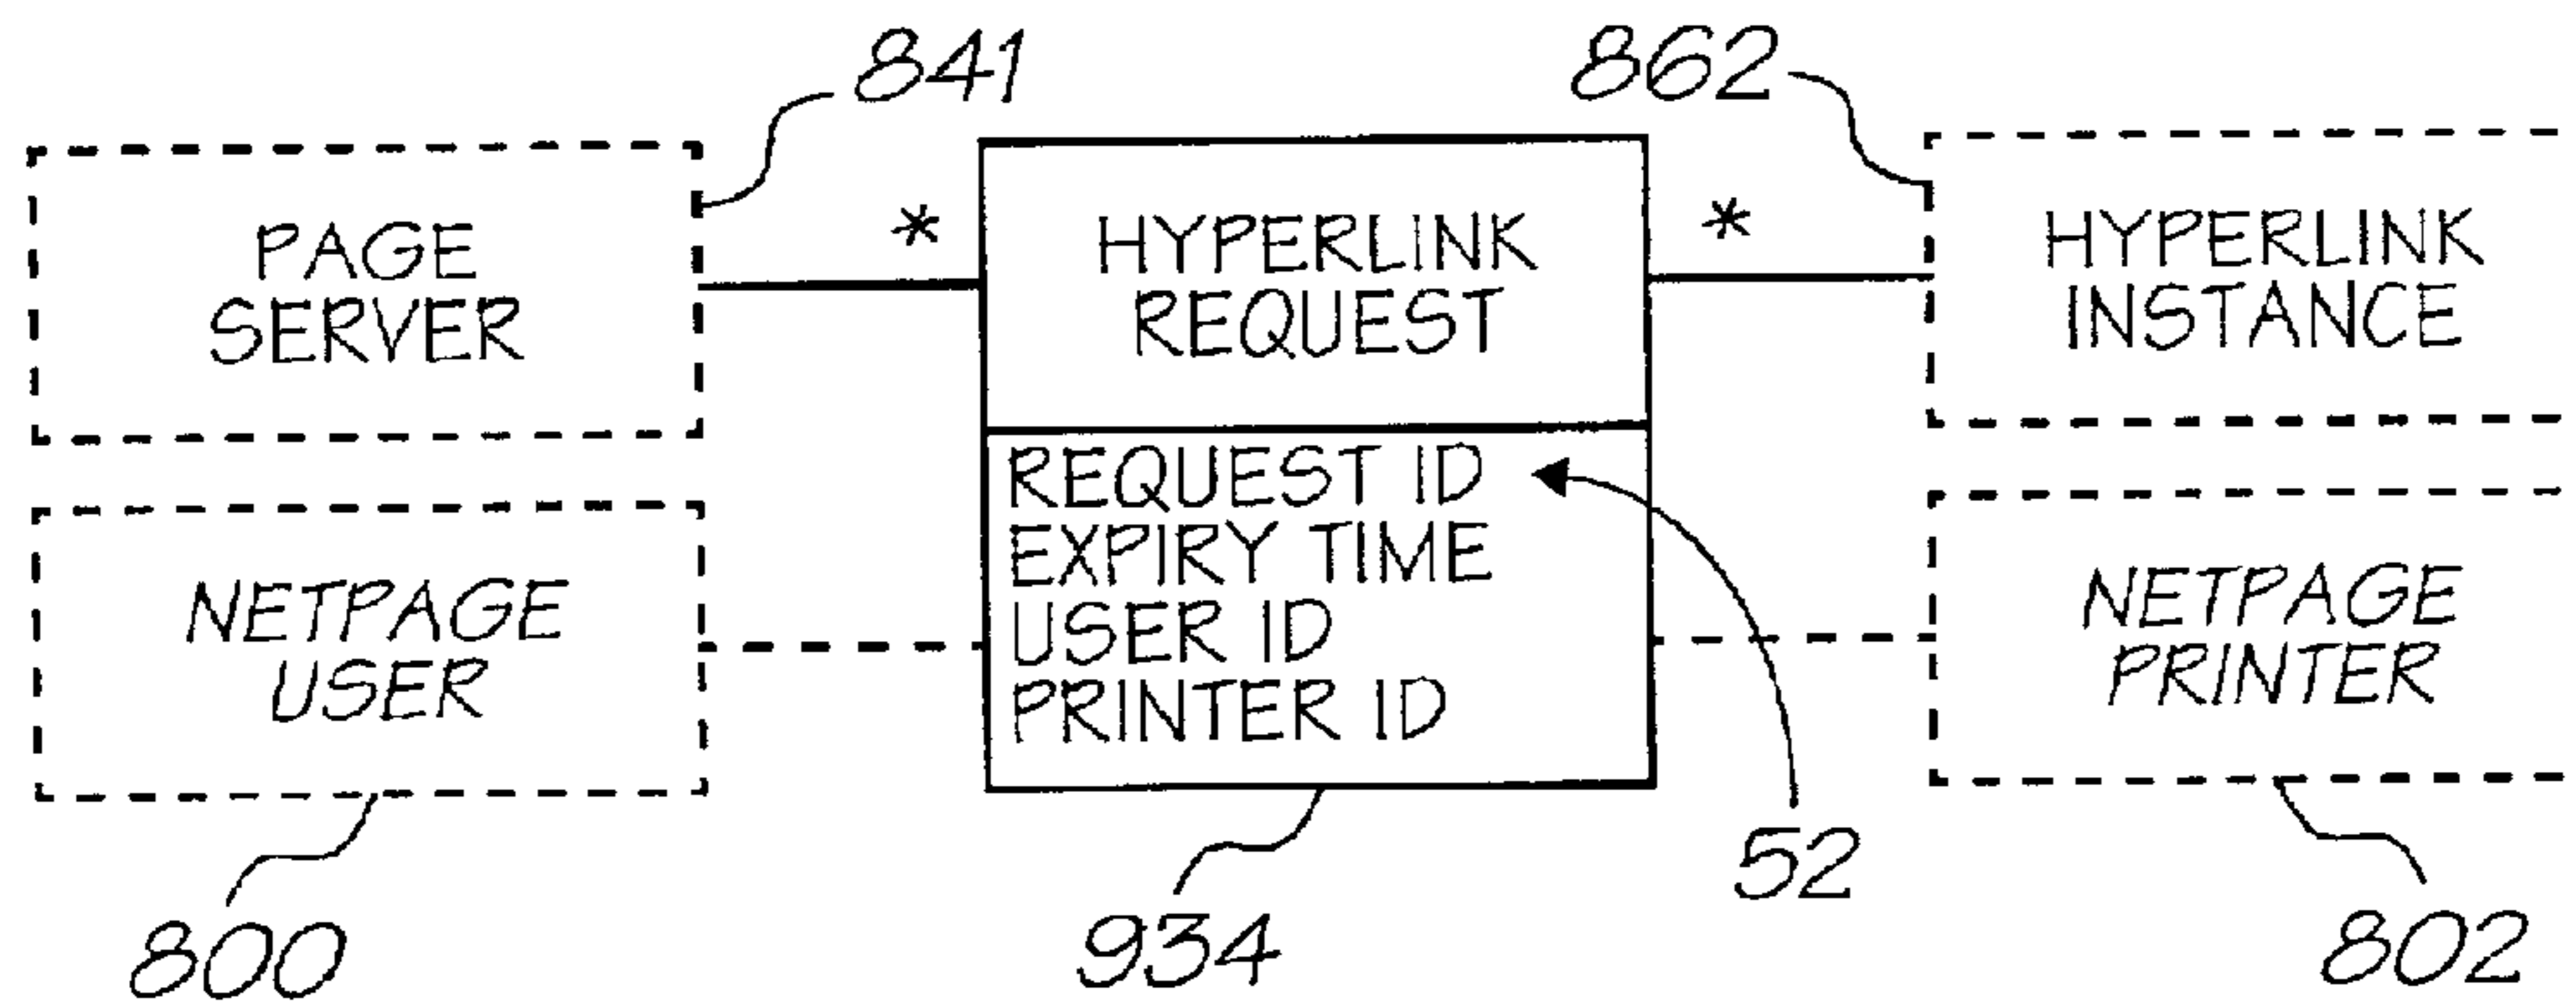 841
862
PAGE
SERVER
*
HYPERLINK
REQUEST
*
HYPERLINK
INSTANCE
REQUEST ID
EXPIRY TIME
USER ID
PRINTER ID
NETPAGE
USER
NETPAGE
PRINTER
52
800
934
802